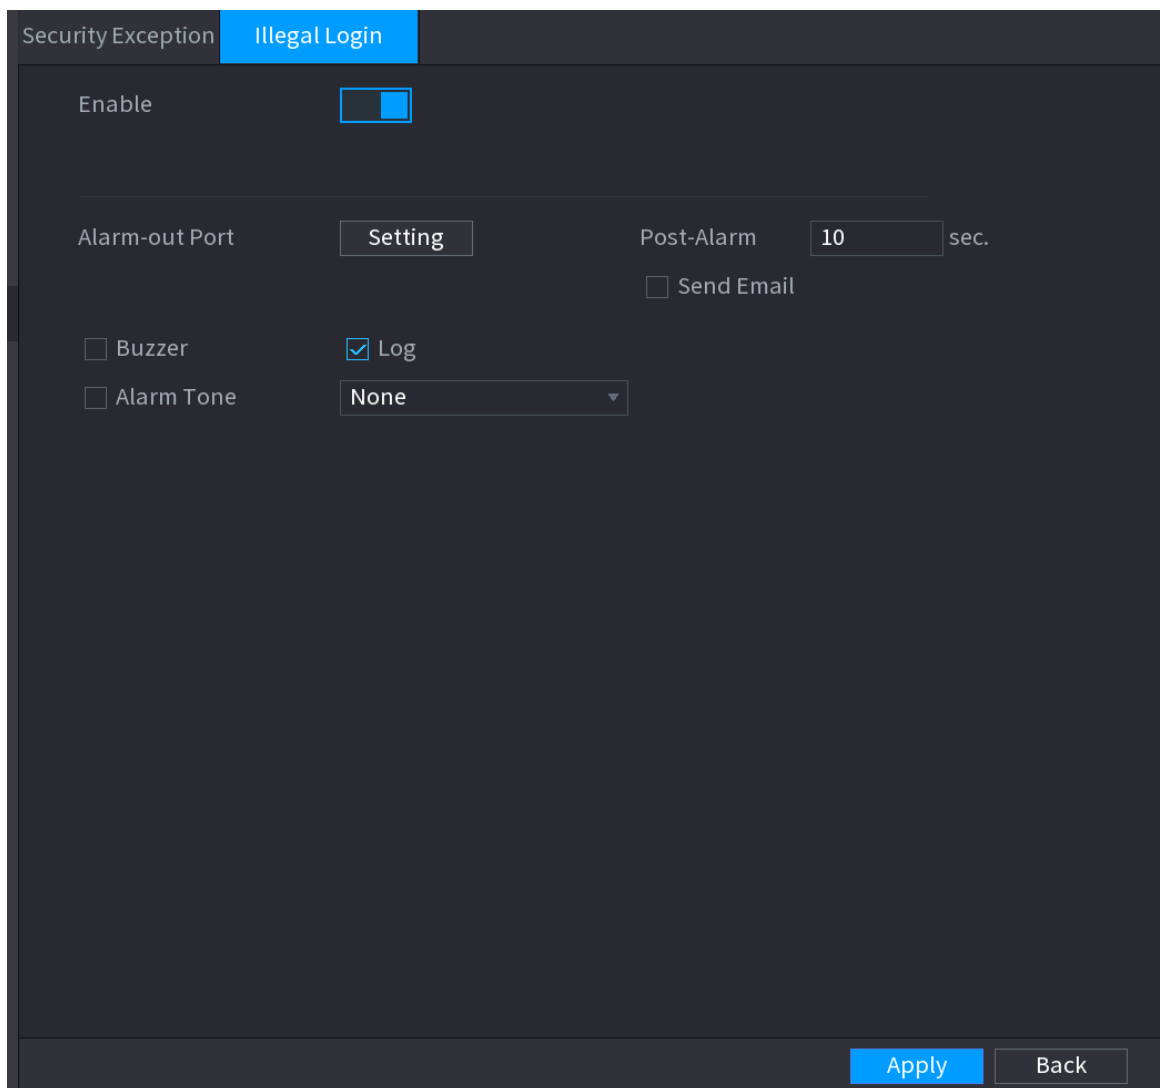 Security Exception Illegal Login
Enable
Alarm-out Port Setting Post-Alarm 10 sec.
Send Email
Buzzer Log
Alarm Tone None
Apply Back